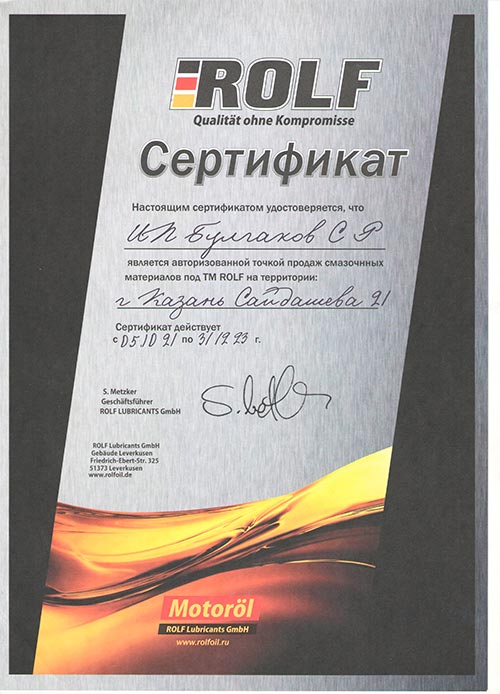 ROLF
Qualität ohne Kompromisse
Сертификат
Настоящим сертификатом удостоверяется, что
ИП Булгаков С Р
является авторизованной точкой продаж смазочнных
материалов под ТМ ROLF на территории:
г Казань Сайдашева 21
Сертификат действует
с 05 10 21 по 31 12 23 г.
S. Metzker
Geschäftsführer
ROLF LUBRICANTS GmbH
ROLF Lubricants GmbH
Gebäude Leverkusen
Friedrich-Ebert-Str. 325
51373 Leverkusen
www.rolfoil.de
Motoröl
ROLF Lubricants GmbH
www.rolfoil.ru